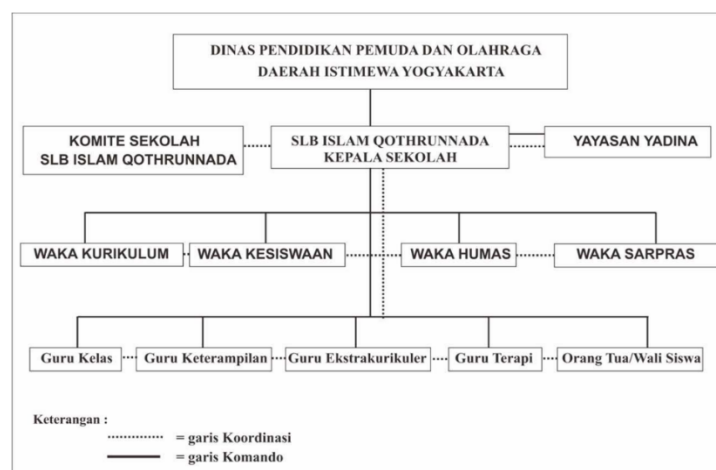 DINAS PENDIDIKAN PEMUDA DAN OLAHRAGA
DAERAH ISTIMEWA YOGYAKARTA
KOMITE SEKOLAH
SLB ISLAM QOTHRUNNADA
SLB ISLAM QOTHRUNNADA
KEPALA SEKOLAH
YAYASAN YADINA
WAKA KURIKULUM
WAKA KESISWAAN
WAKA HUMAS
WAKA SARPRAS
Guru Kelas
Guru Keterampilan
Guru Ekstrakurikuler
Guru Terapi
Orang Tua/Wali Siswa
Keterangan :
= garis Koordinasi
= garis Komando